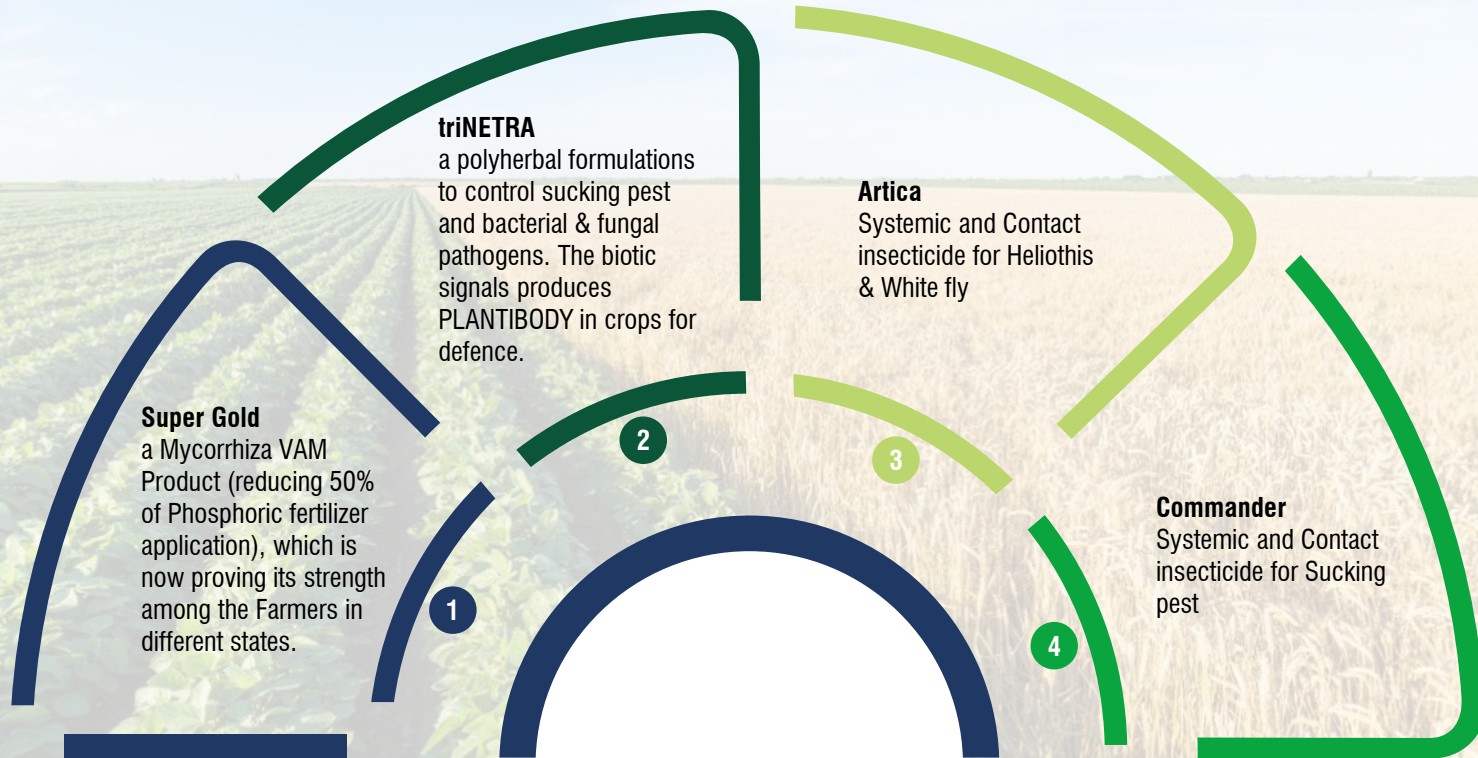 Super Gold
a Mycorrhiza VAM
Product (reducing 50%
of Phosphoric fertilizer
application), which is
now proving its strength
among the Farmers in
different states.
1
triNETRA
a polyherbal formulations
to control sucking pest
and bacterial & fungal
pathogens. The biotic
signals produces
PLANTIBODY in crops for
defence.
2
Artica
Systemic and Contact
insecticide for Heliothis
& White fly
3
Commander
Systemic and Contact
insecticide for Sucking
pest
4